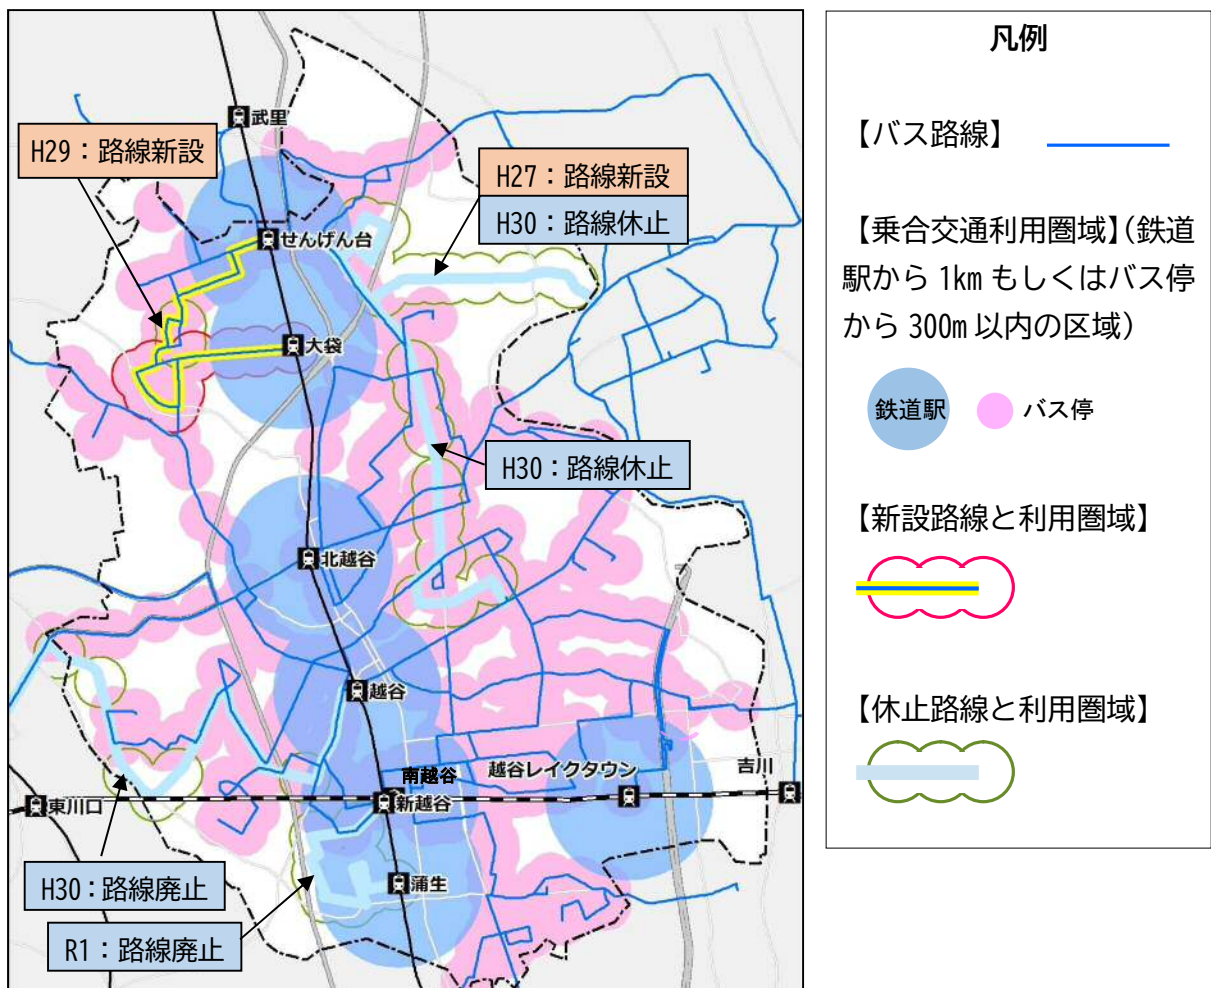 武里
H29：路線新設
H27：路線新設
H30：路線休止
せんげん台
大袋
H30：路線休止
北越谷
越谷
南越谷
越谷レイクタウン
吉川
東川口
新越谷
H30：路線廃止
蒲生
R1：路線廃止
凡例
【バス路線】
【乗合交通利用圏域】（鉄道
駅から 1km もしくはバス停
から 300m 以内の区域）
鉄道駅
バス停
【新設路線と利用圏域】
【休止路線と利用圏域】